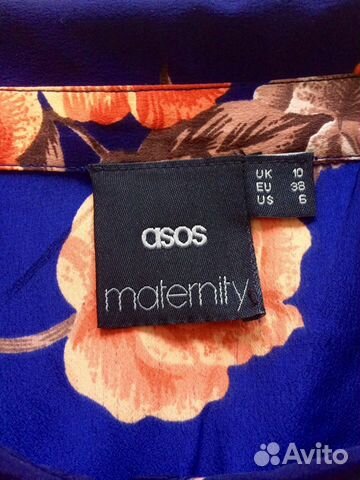 asos
maternity
UK 10
EU 38
US 6
Avito